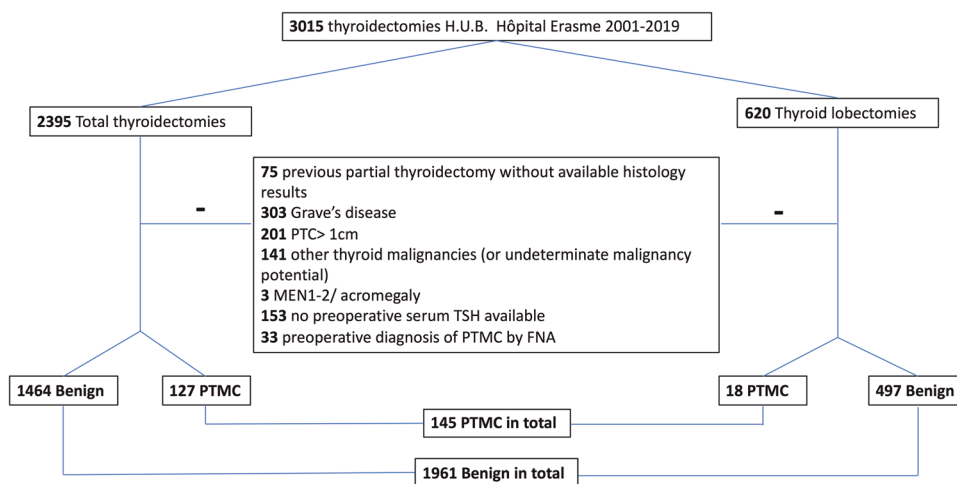 3015 thyroidectomies H.U.B.  Hôpital Erasme 2001-2019
2395 Total thyroidectomies
620 Thyroid lobectomies
75 previous partial thyroidectomy without available histology
results
303 Grave's disease
201 PTC> 1cm
141 other thyroid malignancies (or undeterminate malignancy
potential)
3 MEN1-2/ acromegaly
153 no preoperative serum TSH available
33 preoperative diagnosis of PTMC by FNA
-
-
1464 Benign
127 PTMC
18 PTMC
497 Benign
145 PTMC in total
1961 Benign in total